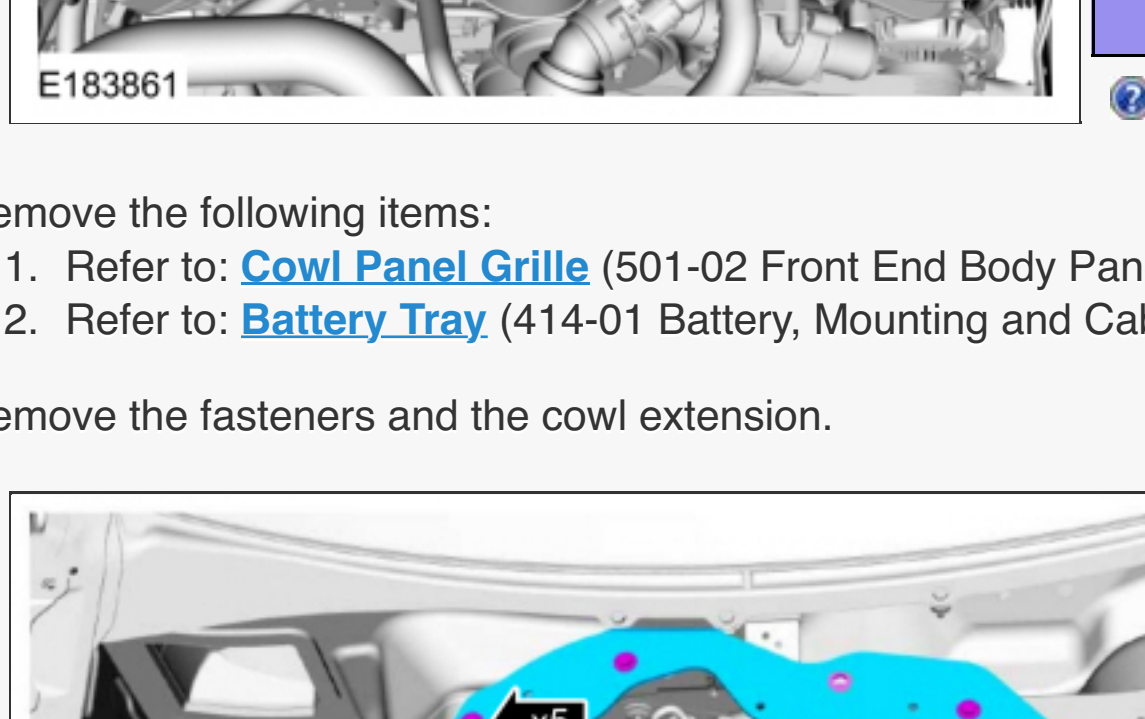 E183861
emove the following items:
1. Refer to: Cowl Panel Grille (501-02 Front End Body Pan
2. Refer to: Battery Tray (414-01 Battery, Mounting and Cab
emove the fasteners and the cowl extension.
x5